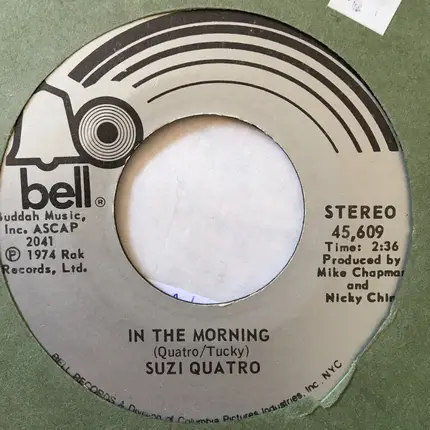 bell®
Buddah Music,
Inc. ASCAP
2041
℗ 1974 Rak
Records, Ltd.
STEREO
45,609
Time: 2:36
Produced by
Mike Chapman
and
Nicky Chin
IN THE MORNING
(Quatro/Tucky)
SUZI QUATRO
BELL RECORDS A Division of Columbia Pictures Industries, Inc. NYC